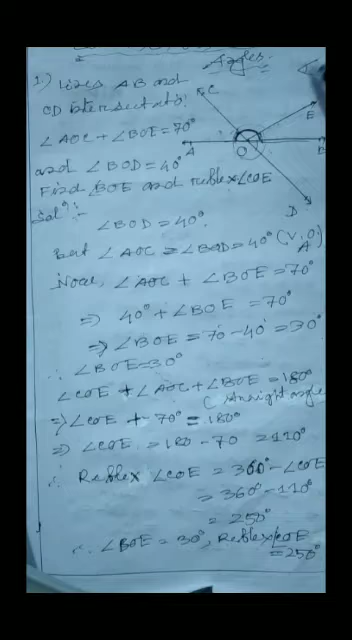 Angles.
1.) Lines AB and
CD intersect at O.
∠AOC + ∠BOE = 70°
and ∠BOD = 40°
Find ∠BOE and reflex ∠COE
C
E
A
O
B
D
Solⁿ:-
∠BOD = 40°.
but ∠AOC = ∠BOD = 40° (V.O.A)
Now, ∠AOC + ∠BOE = 70°
⇒ 40° + ∠BOE = 70°
⇒ ∠BOE = 70 - 40° = 30°
∴ ∠BOE = 30°
∠COE + ∠AOC + ∠BOE = 180°
(straight angle
⇒ ∠COE + 70° = 180°
⇒ ∠COE = 180 - 70 = 110°
∴ Reflex ∠COE = 360° - ∠COE
= 360° - 110°
= 250°
∴ ∠BOE = 30°, Reflex ∠COE
= 250°